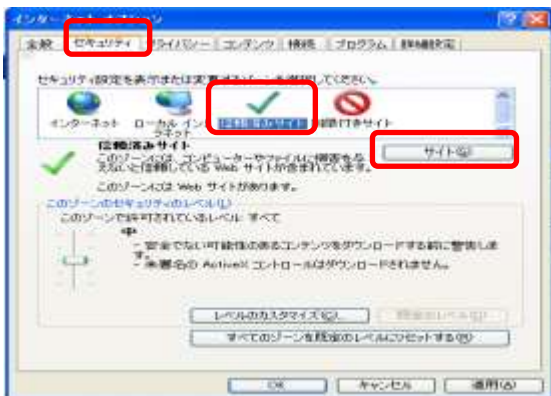 インターネット オプション
全般 セキュリティ プライバシー コンテンツ 接続 プログラム 詳細設定
セキュリティ設定を表示または変更するゾーンを選択してください。
インターネット ローカル イントラネット 信頼済みサイト 制限付きサイト
信頼済みサイト
サイト(S)
このゾーンには、コンピューターやファイルに損害を与
えないと信頼している Web サイトが含まれています。
このゾーンには Web サイトがあります。
このゾーンのセキュリティのレベル(L)
このゾーンで許可されているレベル: すべて
中
- 安全でない可能性のあるコンテンツをダウンロードする前に警告しま
す。
- 未署名の ActiveX コントロールはダウンロードされません。
レベルのカスタマイズ(C)... 既定のレベル(D)
すべてのゾーンを既定のレベルにリセットする(R)
OK キャンセル 適用(A)